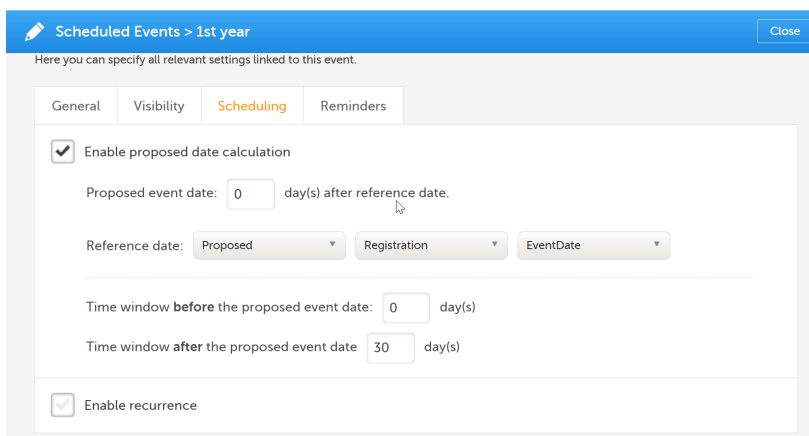 Scheduled Events > 1st year
Close
Here you can specify all relevant settings linked to this event.
General Visibility Scheduling Reminders
Enable proposed date calculation
Proposed event date: 0 day(s) after reference date.
Reference date: Proposed Registration EventDate
Time window before the proposed event date: 0 day(s)
Time window after the proposed event date 30 day(s)
Enable recurrence